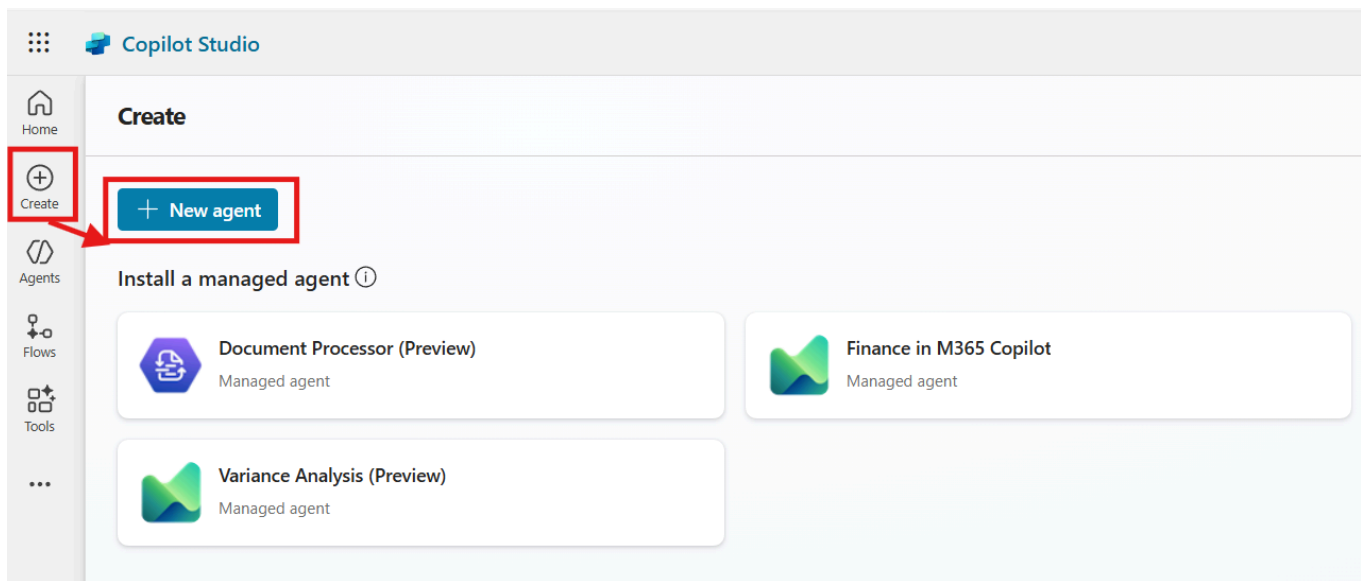 Copilot Studio
Home
Create
Agents
Flows
Tools
Create
New agent
Install a managed agent
Document Processor (Preview)
Managed agent
Finance in M365 Copilot
Managed agent
Variance Analysis (Preview)
Managed agent